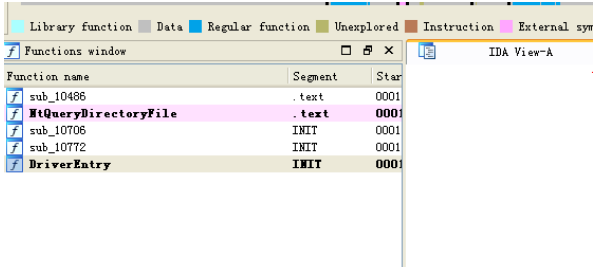 Library function Data Regular function Unexplored Instruction External sym
Functions window
IDA View-A
Function name Segment Star
f sub_10486 .text 0001
f NtQueryDirectoryFile .text 0001
f sub_10706 INIT 0001
f sub_10772 INIT 0001
f DriverEntry INIT 0001